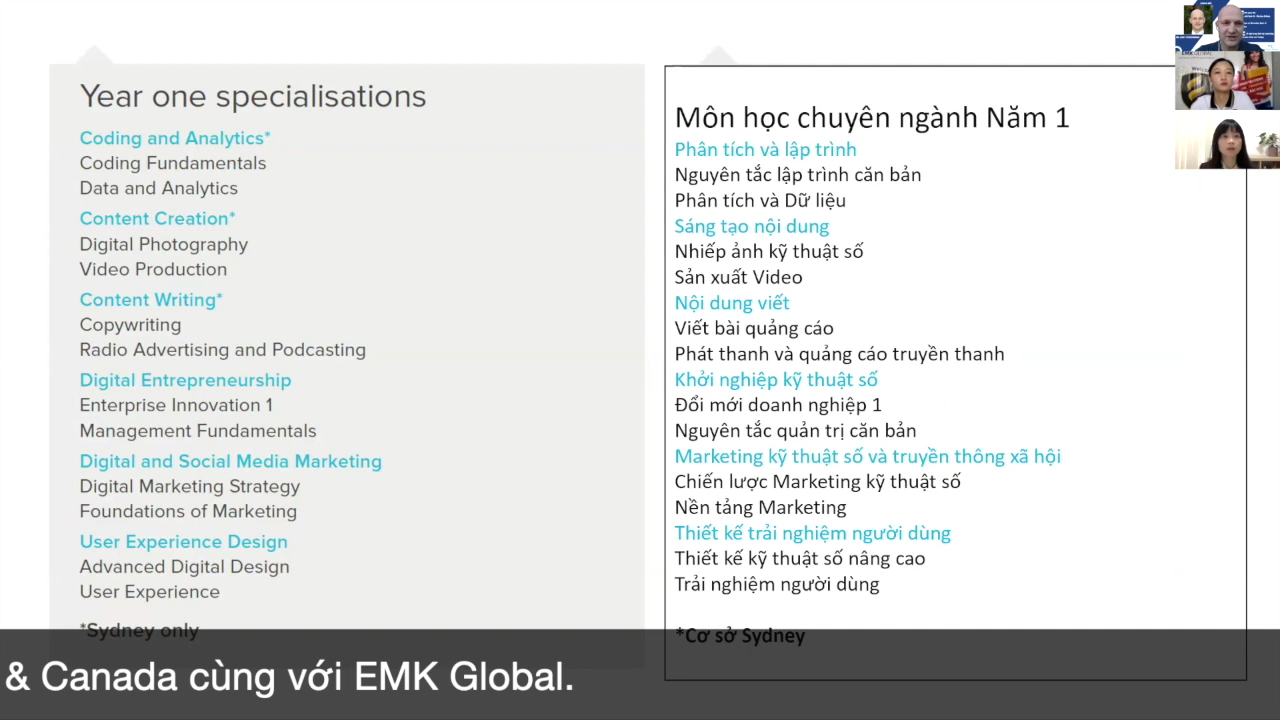 Year one specialisations
Coding and Analytics*
Coding Fundamentals
Data and Analytics
Content Creation*
Digital Photography
Video Production
Content Writing*
Copywriting
Radio Advertising and Podcasting
Digital Entrepreneurship
Enterprise Innovation 1
Management Fundamentals
Digital and Social Media Marketing
Digital Marketing Strategy
Foundations of Marketing
User Experience Design
Advanced Digital Design
User Experience
*Sydney only
Môn học chuyên ngành Năm 1
Phân tích và lập trình
Nguyên tắc lập trình căn bản
Phân tích và Dữ liệu
Sáng tạo nội dung
Nhiếp ảnh kỹ thuật số
Sản xuất Video
Nội dung viết
Viết bài quảng cáo
Phát thanh và quảng cáo truyền thanh
Khởi nghiệp kỹ thuật số
Đổi mới doanh nghiệp 1
Nguyên tắc quản trị căn bản
Marketing kỹ thuật số và truyền thông xã hội
Chiến lược Marketing kỹ thuật số
Nền tảng Marketing
Thiết kế trải nghiệm người dùng
Thiết kế kỹ thuật số nâng cao
Trải nghiệm người dùng
*Cơ sở Sydney
EMK GLOBAL
& Canada cùng với EMK Global.